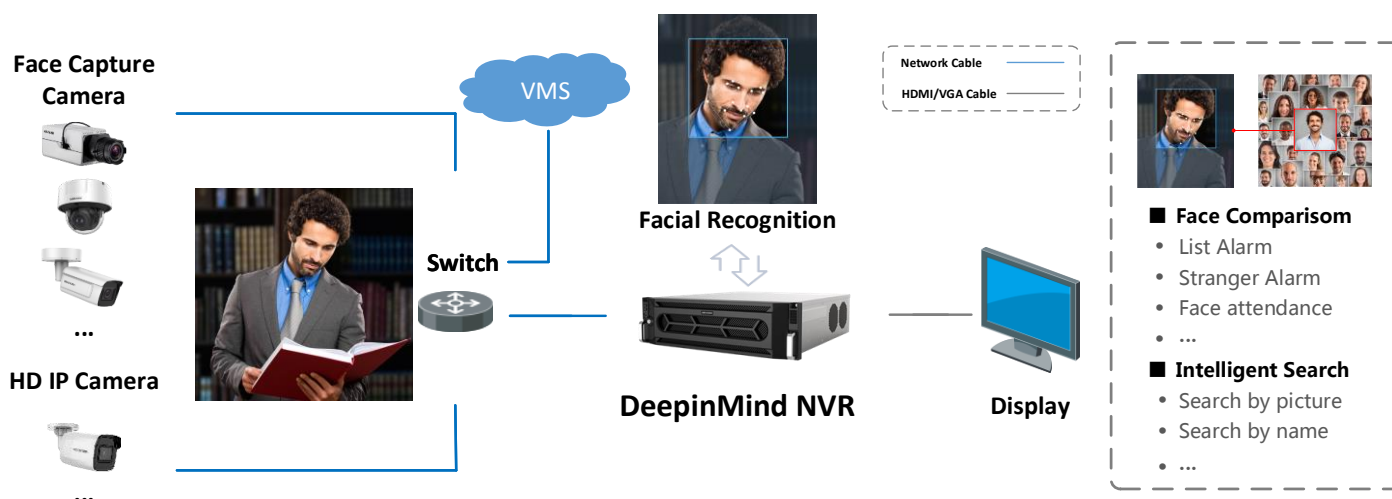 Face Capture
Camera
...
HD IP Camera
...
VMS
Switch
Facial Recognition
DeepinMind NVR
Network Cable
HDMI/VGA Cable
Display
■ Face Comparisom
• List Alarm
• Stranger Alarm
• Face attendance
• ...
■ Intelligent Search
• Search by picture
• Search by name
• ...